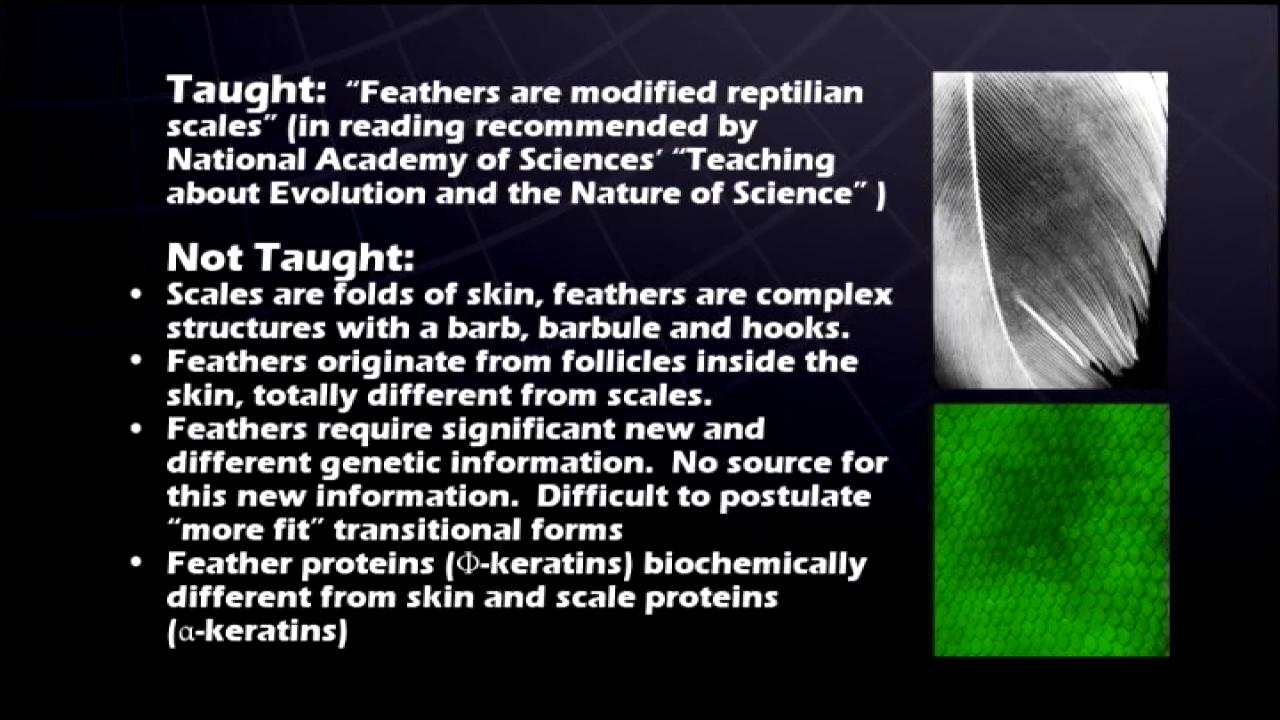 Taught: “Feathers are modified reptilian
scales” (in reading recommended by
National Academy of Sciences’ “Teaching
about Evolution and the Nature of Science” )
Not Taught:
• Scales are folds of skin, feathers are complex
structures with a barb, barbule and hooks.
• Feathers originate from follicles inside the
skin, totally different from scales.
• Feathers require significant new and
different genetic information.  No source for
this new information.  Difficult to postulate
“more fit” transitional forms
• Feather proteins (Φ-keratins) biochemically
different from skin and scale proteins
(α-keratins)